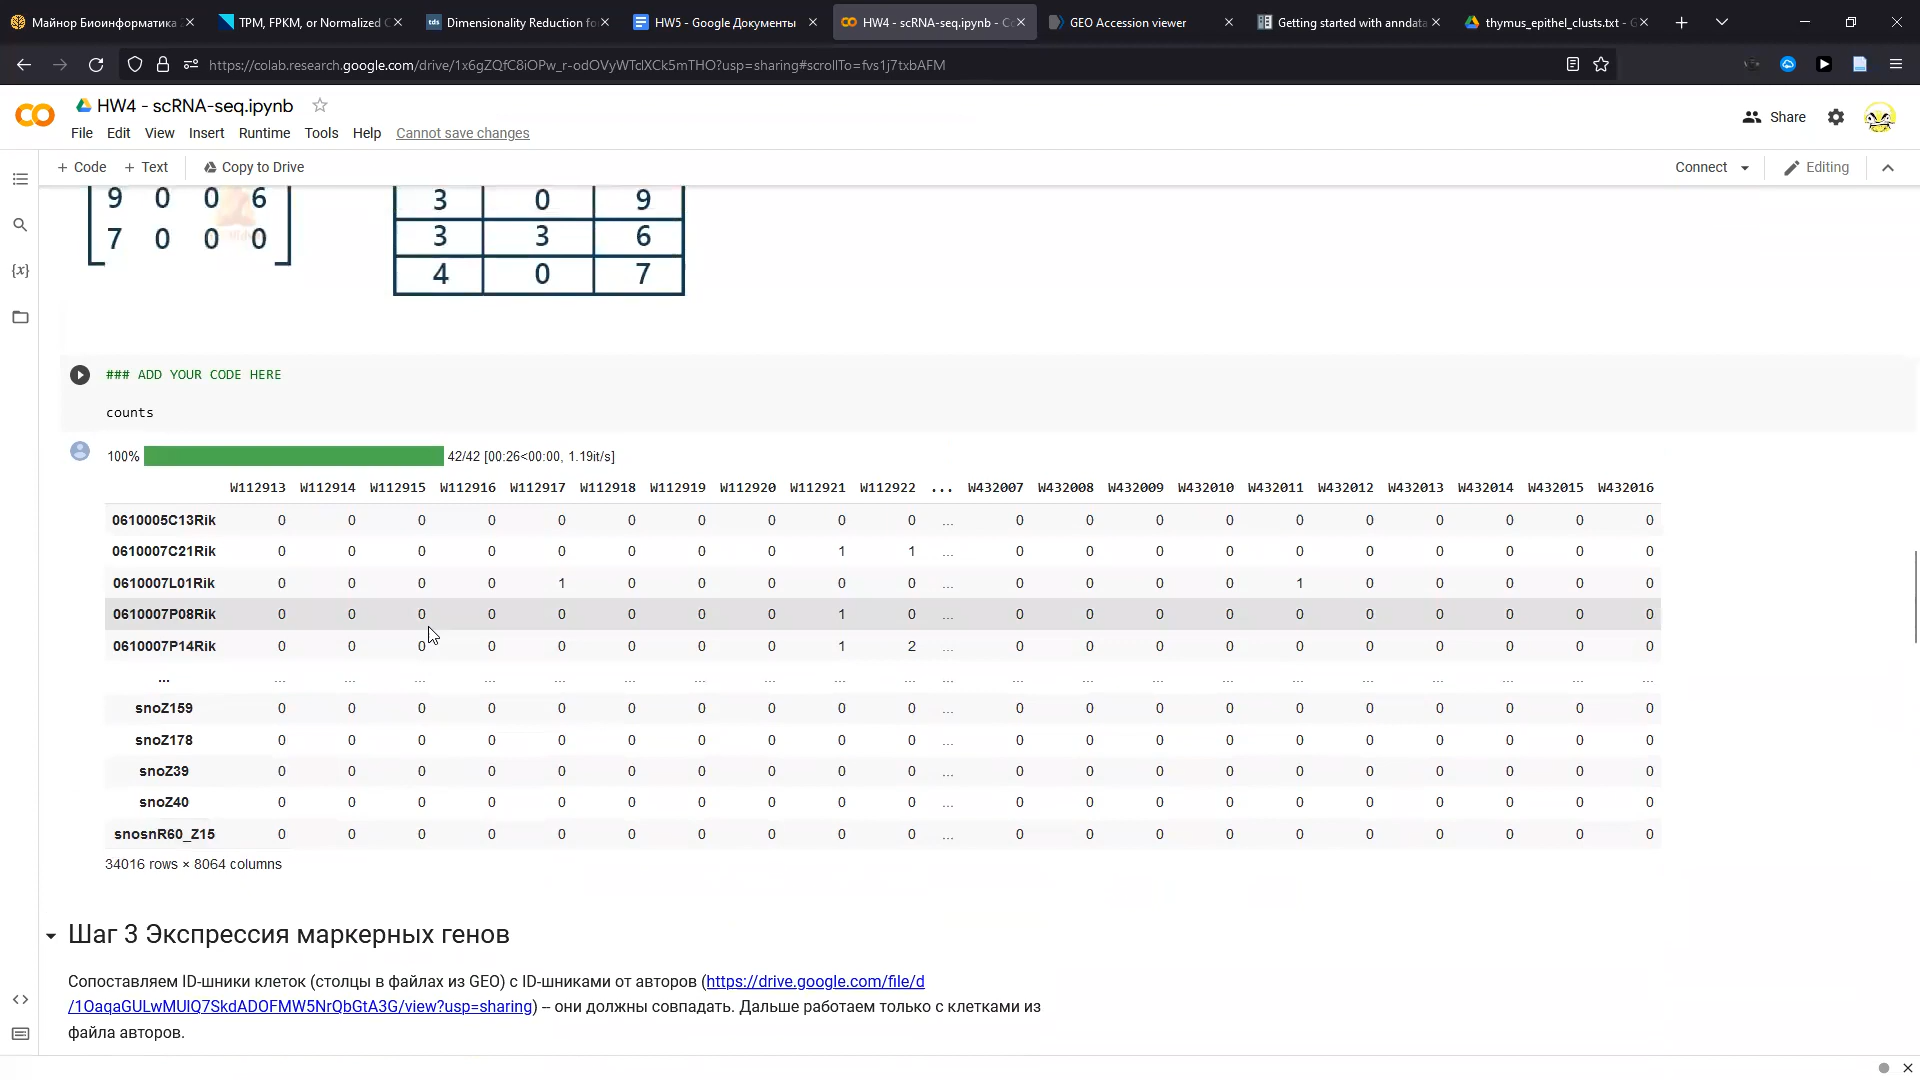 Майнор Биоинформатика
TPM, FPKM, or Normalized C
tds Dimensionality Reduction fo
HW5 - Google Документы
HW4 - scRNA-seq.ipynb - Co
GEO Accession viewer
Getting started with anndata
thymus_epithel_clusts.txt - G
https://colab.research.google.com/drive/1x6gZQfC8iOPw_r-odOVyWTclXCk5mTHO?usp=sharing#scrollTo=fvs1j7txbAFM
HW4 - scRNA-seq.ipynb
File Edit View Insert Runtime Tools Help Cannot save changes
Share
+ Code + Text Copy to Drive
Connect Editing
9 0 0 6
7 0 0 0
3 0 9
3 3 6
4 0 7
### ADD YOUR CODE HERE
counts
100% 42/42 [00:26<00:00, 1.19it/s]
W112913 W112914 W112915 W112916 W112917 W112918 W112919 W112920 W112921 W112922 ... W432007 W432008 W432009 W432010 W432011 W432012 W432013 W432014 W432015 W432016
0610005C13Rik 0 0 0 0 0 0 0 0 0 0 ... 0 0 0 0 0 0 0 0 0 0
0610007C21Rik 0 0 0 0 0 0 0 0 1 1 ... 0 0 0 0 0 0 0 0 0 0
0610007L01Rik 0 0 0 0 1 0 0 0 0 0 ... 0 0 0 0 1 0 0 0 0 0
0610007P08Rik 0 0 0 0 0 0 0 0 1 0 ... 0 0 0 0 0 0 0 0 0 0
0610007P14Rik 0 0 0 0 0 0 0 0 1 2 ... 0 0 0 0 0 0 0 0 0 0
... ... ... ... ... ... ... ... ... ... ... ... ... ... ... ... ... ... ... ... ... ...
snoZ159 0 0 0 0 0 0 0 0 0 0 ... 0 0 0 0 0 0 0 0 0 0
snoZ178 0 0 0 0 0 0 0 0 0 0 ... 0 0 0 0 0 0 0 0 0 0
snoZ39 0 0 0 0 0 0 0 0 0 0 ... 0 0 0 0 0 0 0 0 0 0
snoZ40 0 0 0 0 0 0 0 0 0 0 ... 0 0 0 0 0 0 0 0 0 0
snosnR60_Z15 0 0 0 0 0 0 0 0 0 0 ... 0 0 0 0 0 0 0 0 0 0
34016 rows × 8064 columns
Шаг 3 Экспрессия маркерных генов
Сопоставляем ID-шники клеток (столбцы в файлах из GEO) с ID-шниками от авторов (https://drive.google.com/file/d
/1OaqaGULwMUlQ7SkdADOFMW5NrQbGtA3G/view?usp=sharing) – они должны совпадать. Дальше работаем только с клетками из
файла авторов.